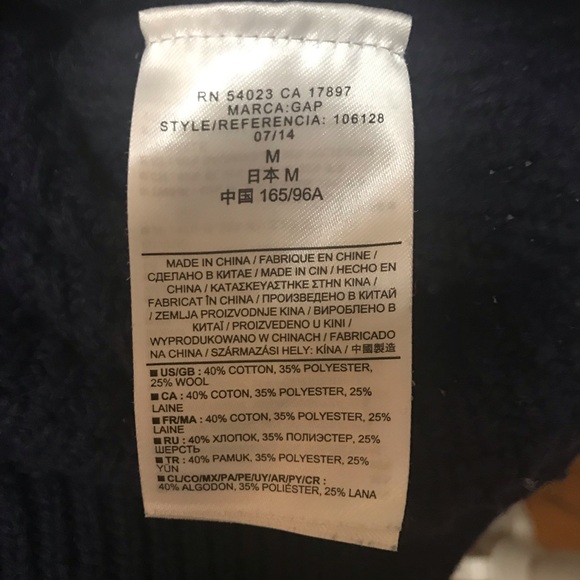 RN 54023 CA 17897
MARCA:GAP
STYLE/REFERENCIA: 106128
07/14
M
日本 M
中国 165/96A
MADE IN CHINA / FABRIQUE EN CHINE /
СДЕЛАНО В КИТАЕ / MADE IN CIN / HECHO EN
CHINA / ΚΑΤΑΣΚΕΥΑΣΤΗΚΕ ΣΤΗΝ ΚΙΝΑ /
FABRICAT ÎN CHINA / ПРОИЗВЕДЕНО В КИТАЙ
/ ZEMLJA PROIZVODNJE KINA / ВИРОБЛЕНО В
КИТАЇ / PROIZVEDENO U KINI /
WYPRODUKOWANO W CHINACH / FABRICADO
NA CHINA / SZÁRMAZÁSI HELY: KÍNA / 中國製造
■ US/GB : 40% COTTON, 35% POLYESTER,
25% WOOL
■ CA : 40% COTON, 35% POLYESTER, 25%
LAINE
■ FR/MA : 40% COTTON, 35% POLYESTER, 25%
LAINE
■ RU : 40% ХЛОПОК, 35% ПОЛИЭСТЕР, 25%
ШЕРСТЬ
■ TR : 40% PAMUK, 35% POLYESTER, 25%
YÜN
■ CL/CO/MX/PA/PE/UY/AR/PY/CR :
40% ALGODON, 35% POLIÉSTER, 25% LANA